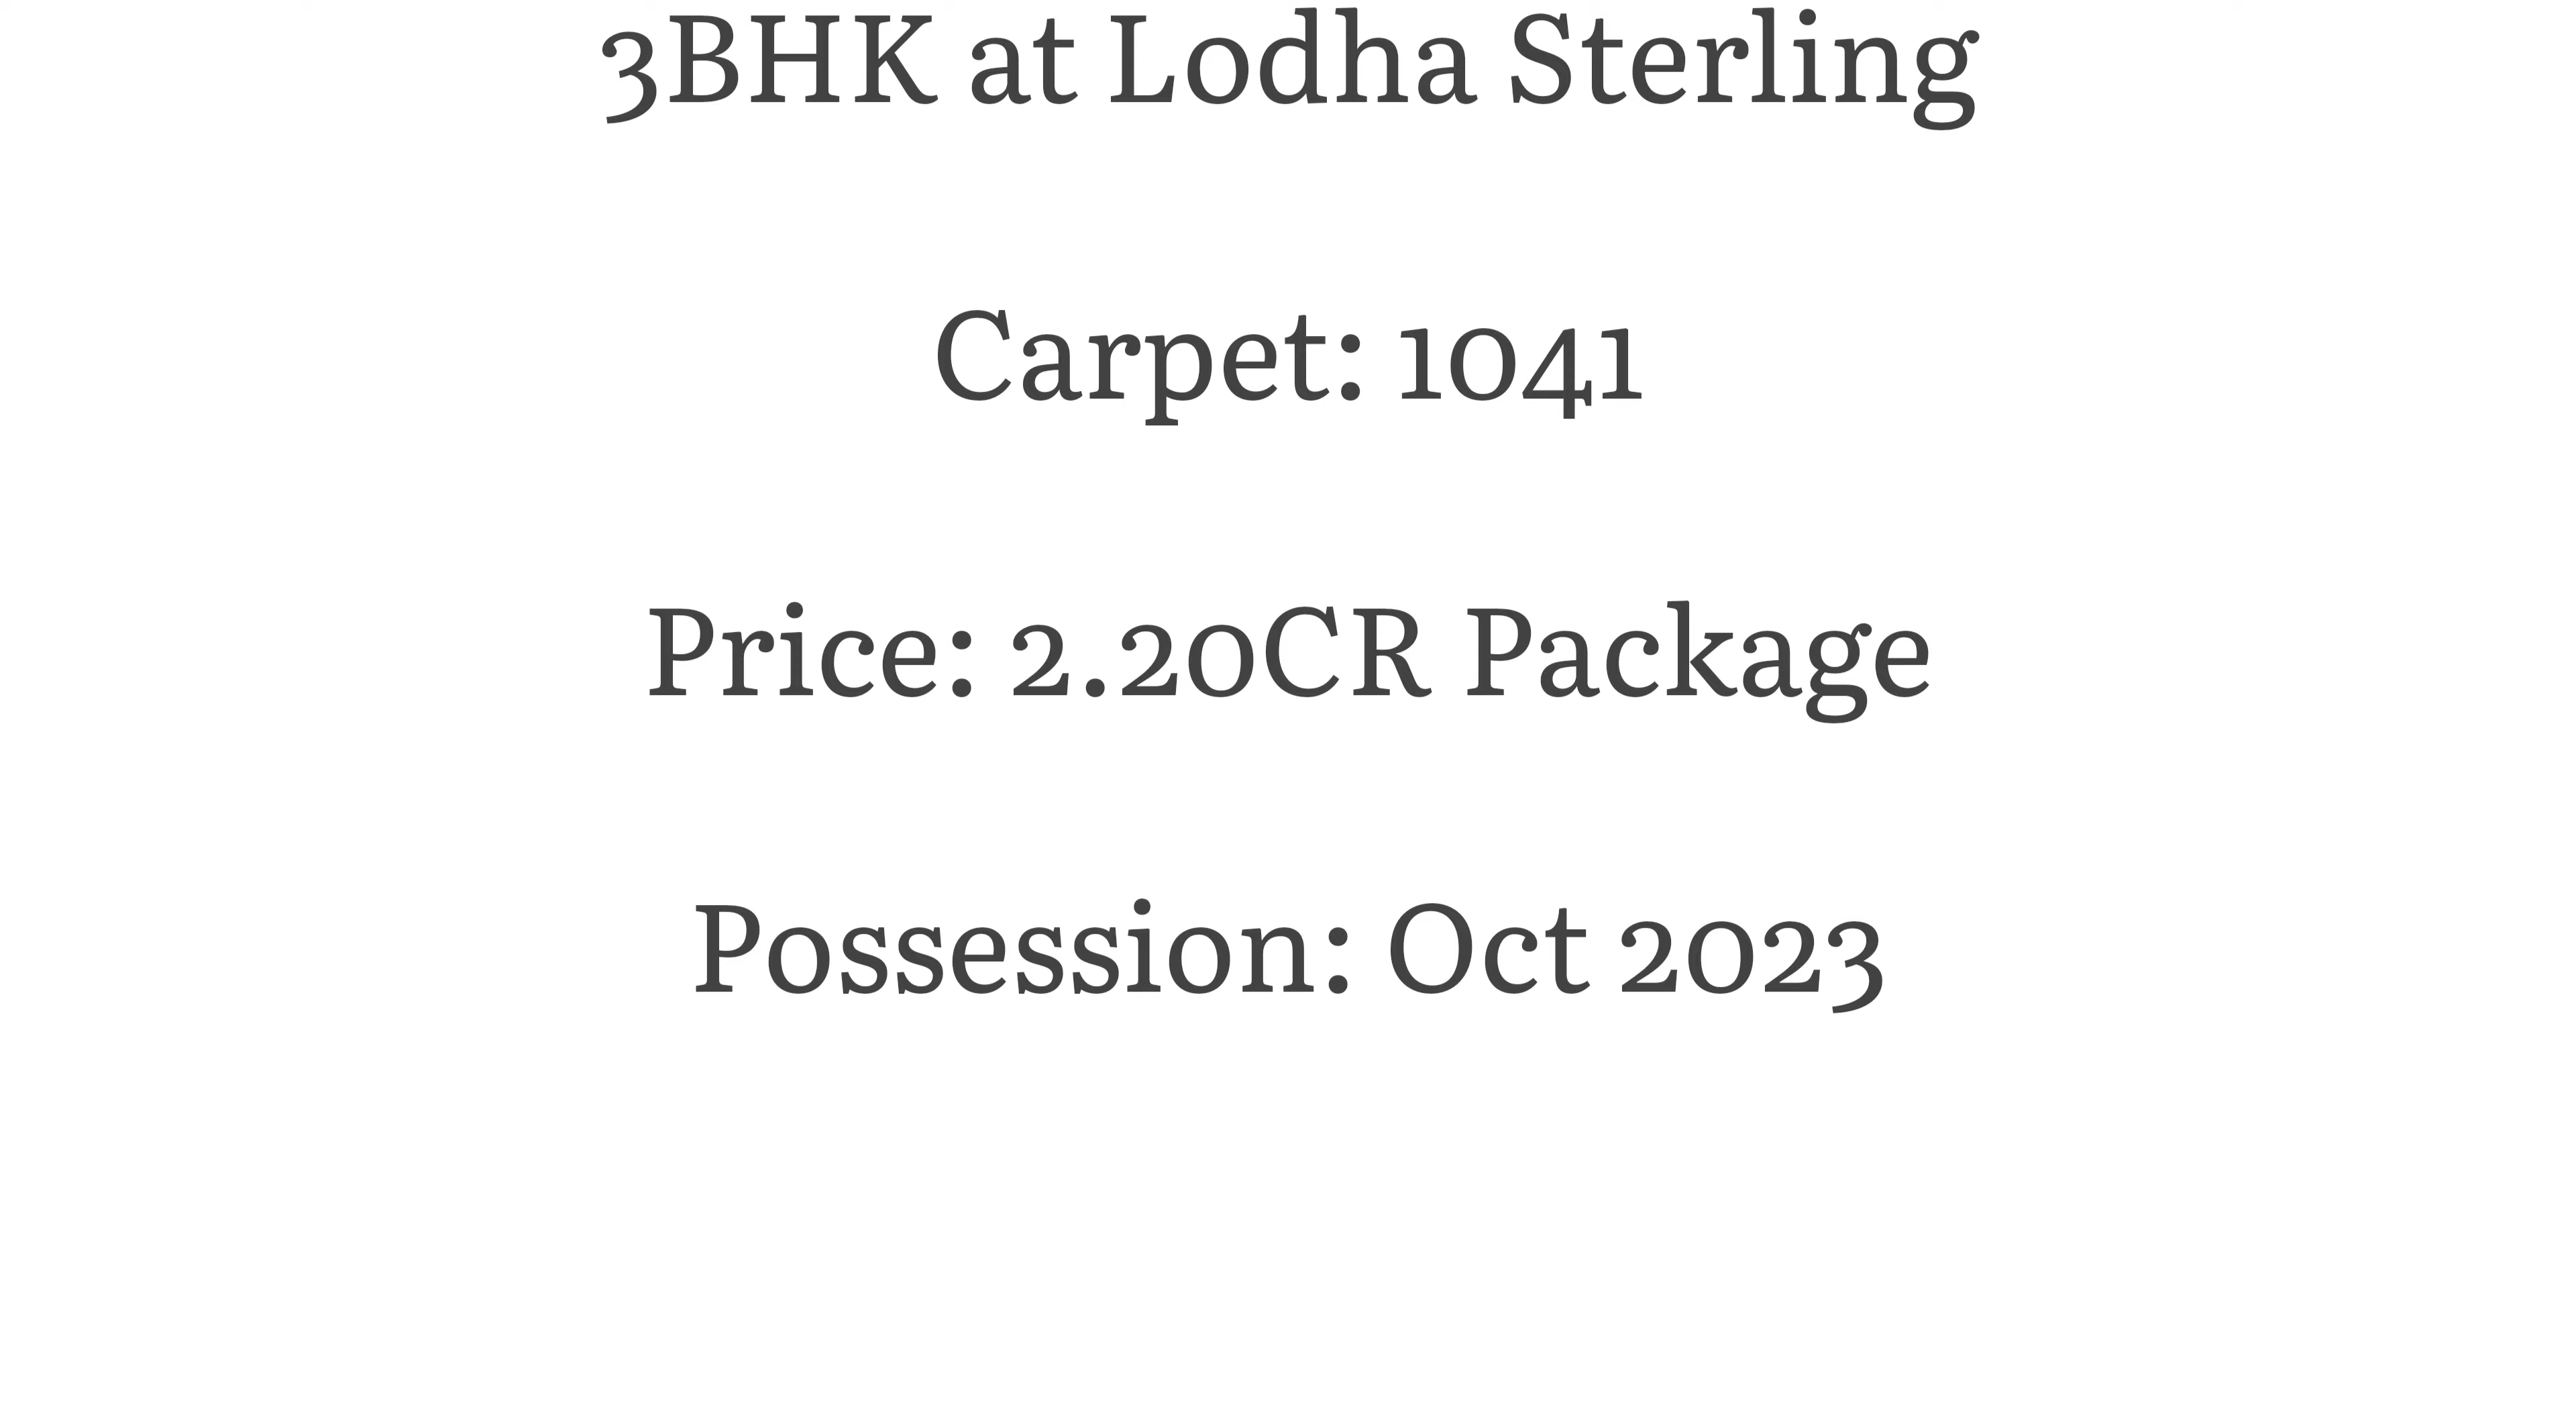 3BHK at Lodha Sterling
Carpet: 1041
Price: 2.20CR Package
Possession: Oct 2023